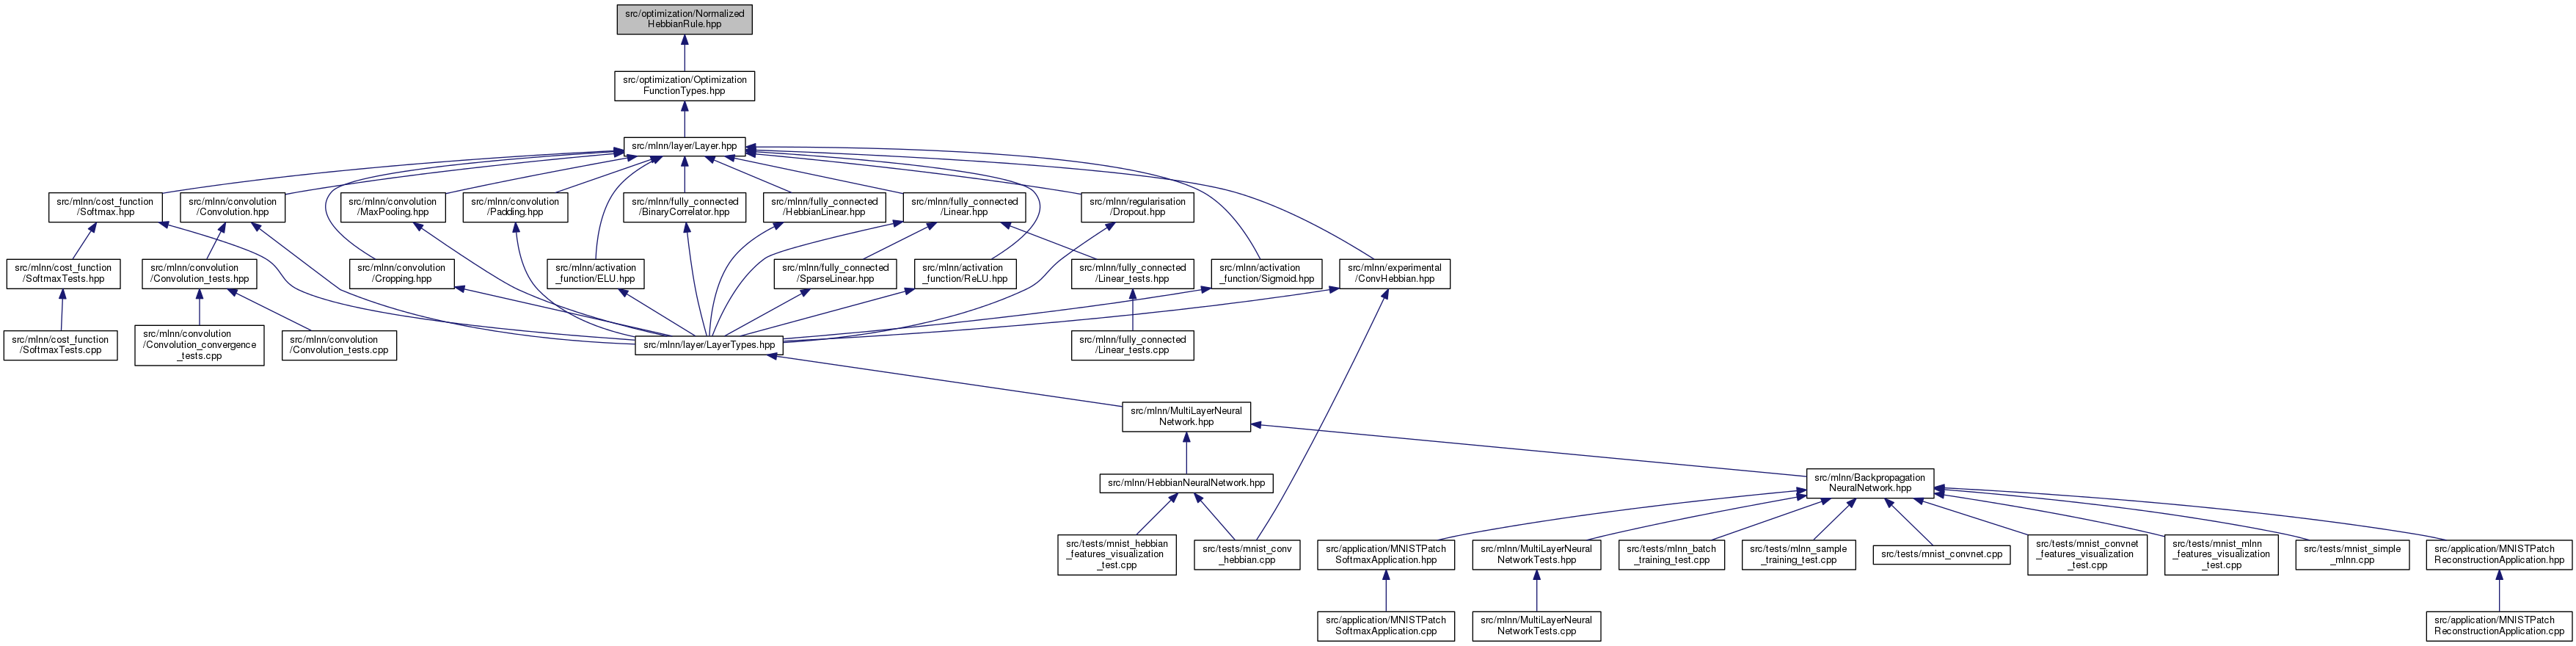 src/optimization/Normalized
HebbianRule.hpp
src/optimization/Optimization
FunctionTypes.hpp
src/mlnn/layer/Layer.hpp
src/mlnn/cost_function
/Softmax.hpp
src/mlnn/convolution
/Convolution.hpp
src/mlnn/convolution
/MaxPooling.hpp
src/mlnn/convolution
/Padding.hpp
src/mlnn/fully_connected
/BinaryCorrelator.hpp
src/mlnn/fully_connected
/HebbianLinear.hpp
src/mlnn/fully_connected
/Linear.hpp
src/mlnn/regularisation
/Dropout.hpp
src/mlnn/cost_function
/SoftmaxTests.hpp
src/mlnn/convolution
/Convolution_tests.hpp
src/mlnn/convolution
/Cropping.hpp
src/mlnn/activation
_function/ELU.hpp
src/mlnn/fully_connected
/SparseLinear.hpp
src/mlnn/activation
_function/ReLU.hpp
src/mlnn/fully_connected
/Linear_tests.hpp
src/mlnn/activation
_function/Sigmoid.hpp
src/mlnn/experimental
/ConvHebbian.hpp
src/mlnn/cost_function
/SoftmaxTests.cpp
src/mlnn/convolution
/Convolution_convergence
_tests.cpp
src/mlnn/convolution
/Convolution_tests.cpp
src/mlnn/layer/LayerTypes.hpp
src/mlnn/fully_connected
/Linear_tests.cpp
src/mlnn/MultiLayerNeural
Network.hpp
src/mlnn/HebbianNeuralNetwork.hpp
src/mlnn/Backpropagation
NeuralNetwork.hpp
src/tests/mnist_hebbian
_features_visualization
_test.cpp
src/tests/mnist_conv
_hebbian.cpp
src/application/MNISTPatch
SoftmaxApplication.hpp
src/mlnn/MultiLayerNeural
NetworkTests.hpp
src/tests/mlnn_batch
_training_test.cpp
src/tests/mlnn_sample
_training_test.cpp
src/tests/mnist_convnet.cpp
src/tests/mnist_convnet
_features_visualization
_test.cpp
src/tests/mnist_mlnn
_features_visualization
_test.cpp
src/tests/mnist_simple
_mlnn.cpp
src/application/MNISTPatch
ReconstructionApplication.hpp
src/application/MNISTPatch
SoftmaxApplication.cpp
src/mlnn/MultiLayerNeural
NetworkTests.cpp
src/application/MNISTPatch
ReconstructionApplication.cpp